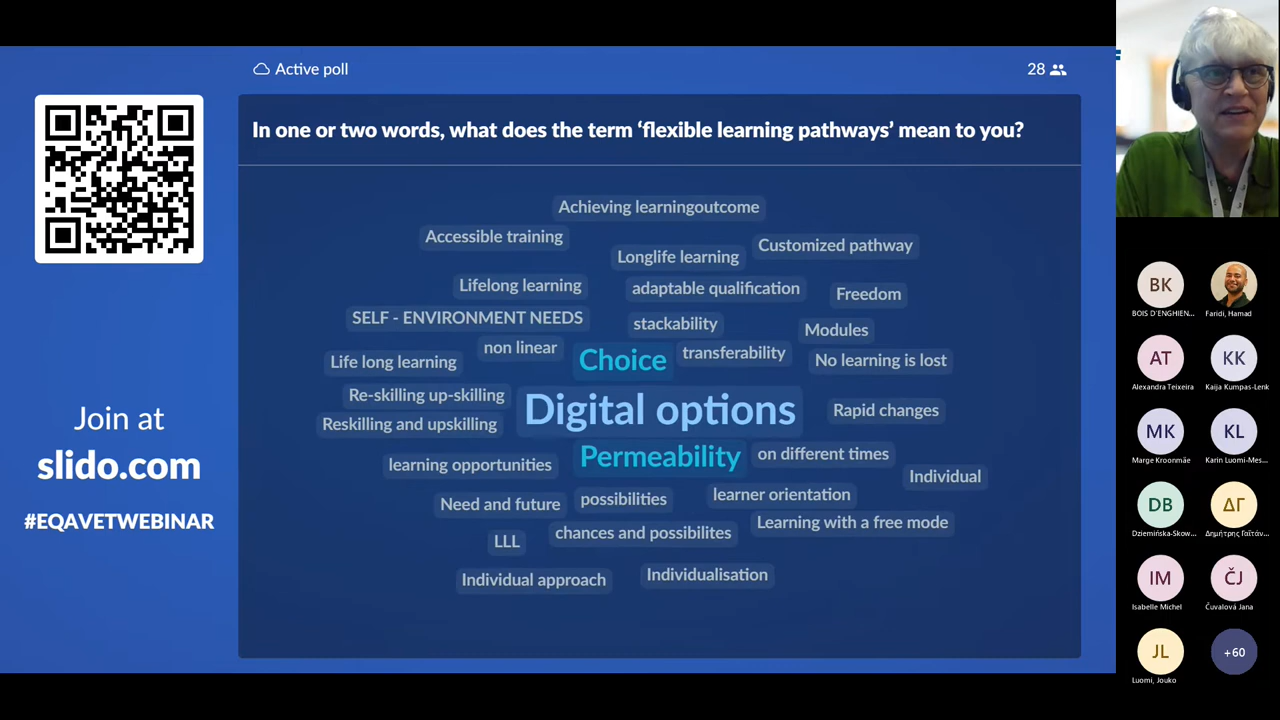 Active poll
28
In one or two words, what does the term ‘flexible learning pathways’ mean to you?
Achieving learningoutcome
Accessible training
Customized pathway
Longlife learning
Lifelong learning
adaptable qualification
Freedom
SELF - ENVIRONMENT NEEDS
stackability
Modules
non linear
Choice
transferability
No learning is lost
Life long learning
Re-skilling up-skilling
Digital options
Rapid changes
Reskilling and upskilling
Permeability
on different times
learning opportunities
Individual
Need and future
possibilities
learner orientation
Learning with a free mode
LLL
chances and possibilites
Individual approach
Individualisation
Join at
slido.com
#EQAVETWEBINAR
BK
BOIS D'ENGHIEN...
Faridi, Hamad
AT
Alexandra Teixeira
KK
Kaija Kumpas-Lenk
MK
Marge Kroonmäe
KL
Karin Luomi-Mes...
DB
Dziemińska-Skow...
ΔΓ
Δημήτρης Γαϊτάν...
IM
Isabelle Michel
ČJ
Čuvalová Jana
JL
Luomi, Jouko
+60